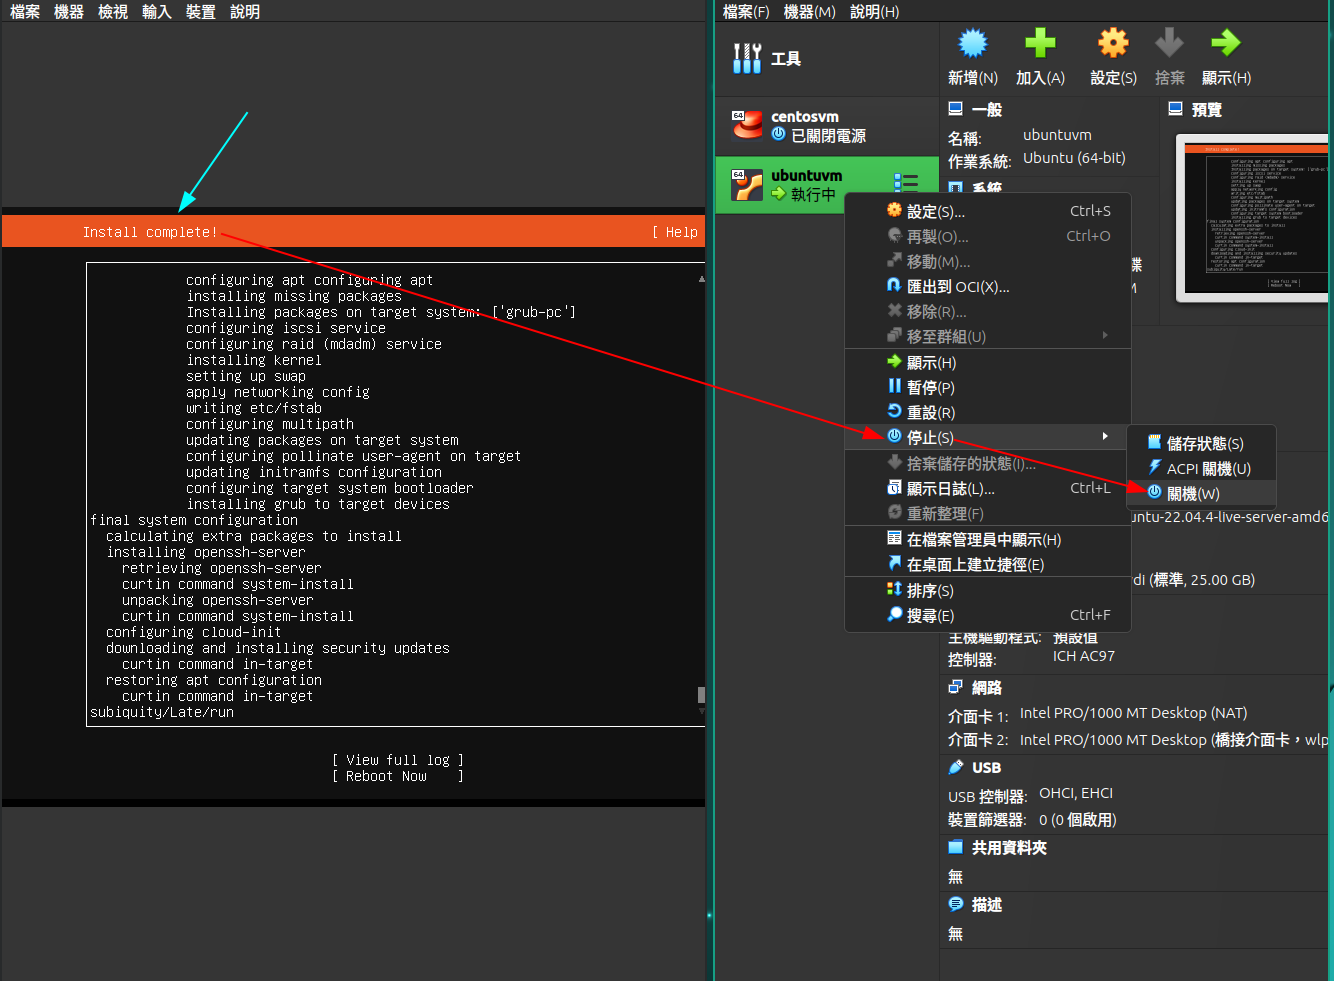 檔案 機器 檢視 輸入 裝置 說明
Install complete!
[ Help
configuring apt configuring apt
installing missing packages
Installing packages on target system: ['grub-pc']
configuring iscsi service
configuring raid (mdadm) service
installing kernel
setting up swap
apply networking config
writing etc/fstab
configuring multipath
updating packages on target system
configuring pollinate user-agent on target
updating initramfs configuration
configuring target system bootloader
installing grub to target devices
final system configuration
calculating extra packages to install
installing openssh-server
retrieving openssh-server
curtin command system-install
unpacking openssh-server
curtin command system-install
configuring cloud-init
downloading and installing security updates
curtin command in-target
restoring apt configuration
curtin command in-target
subiquity/Late/run
[ View full log ]
[ Reboot Now    ]
檔案(F) 機器(M) 說明(H)
工具
新增(N) 加入(A) 設定(S) 捨棄 顯示(H)
64
centosvm
已關閉電源
64
ubuntuvm
執行中
一般
名稱: ubuntuvm
作業系統: Ubuntu (64-bit)
系統
預覽
設定(S)... Ctrl+S
再製(O)... Ctrl+O
移動(M)...
匯出到 OCI(X)...
移除(R)...
移至群組(U)
顯示(H)
暫停(P)
重設(R)
停止(S)
捨棄儲存的狀態(I)...
顯示日誌(L)... Ctrl+L
重新整理(F)
在檔案管理員中顯示(H)
在桌面上建立捷徑(E)
排序(S)
搜尋(E) Ctrl+F
儲存狀態(S)
ACPI 關機(U)
關機(W)
碟
untu-22.04.4-live-server-amd6
rdI (標準, 25.00 GB)
主機驅動程式: 預設值
控制器: ICH AC97
網路
介面卡 1: Intel PRO/1000 MT Desktop (NAT)
介面卡 2: Intel PRO/1000 MT Desktop (橋接介面卡，wlp
USB
USB 控制器: OHCI, EHCI
裝置篩選器: 0 (0 個啟用)
共用資料夾
無
描述
無